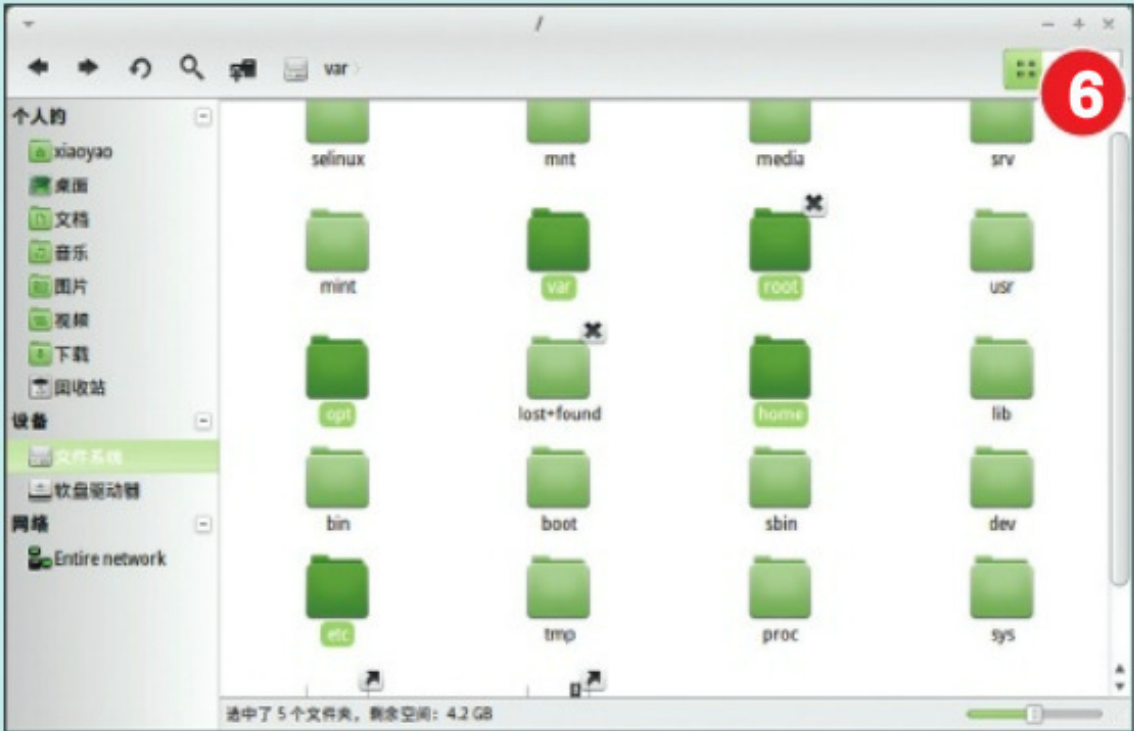 /
var
6
个人的
xiaoyao
桌面
文档
音乐
图片
视频
下载
回收站
设备
文件系统
软盘驱动器
网络
Entire network
selinux
mnt
media
srv
mint
var
root
usr
opt
lost+found
home
lib
bin
boot
sbin
dev
etc
tmp
proc
sys
选中了 5 个文件夹，剩余空间：4.2 GB